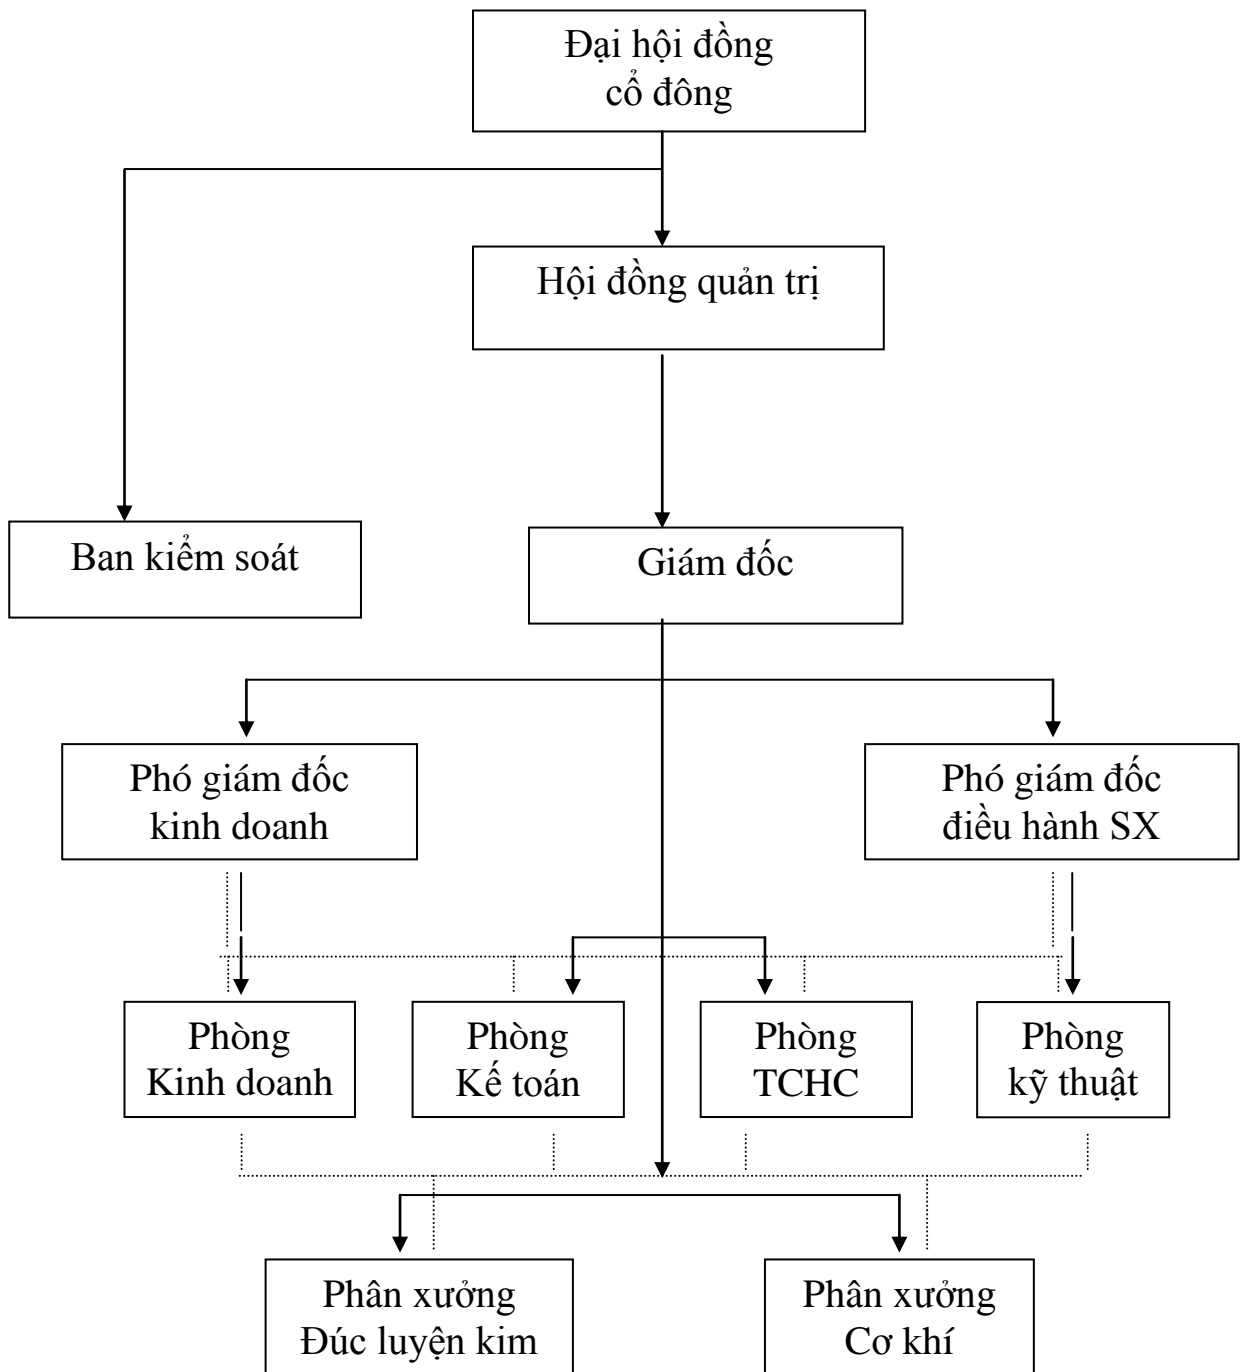 Đại hội đồng
cổ đông
Hội đồng quản trị
Ban kiểm soát
Giám đốc
Phó giám đốc
kinh doanh
Phó giám đốc
điều hành SX
Phòng
Kinh doanh
Phòng
Kế toán
Phòng
TCHC
Phòng
kỹ thuật
Phân xưởng
Đúc luyện kim
Phân xưởng
Cơ khí